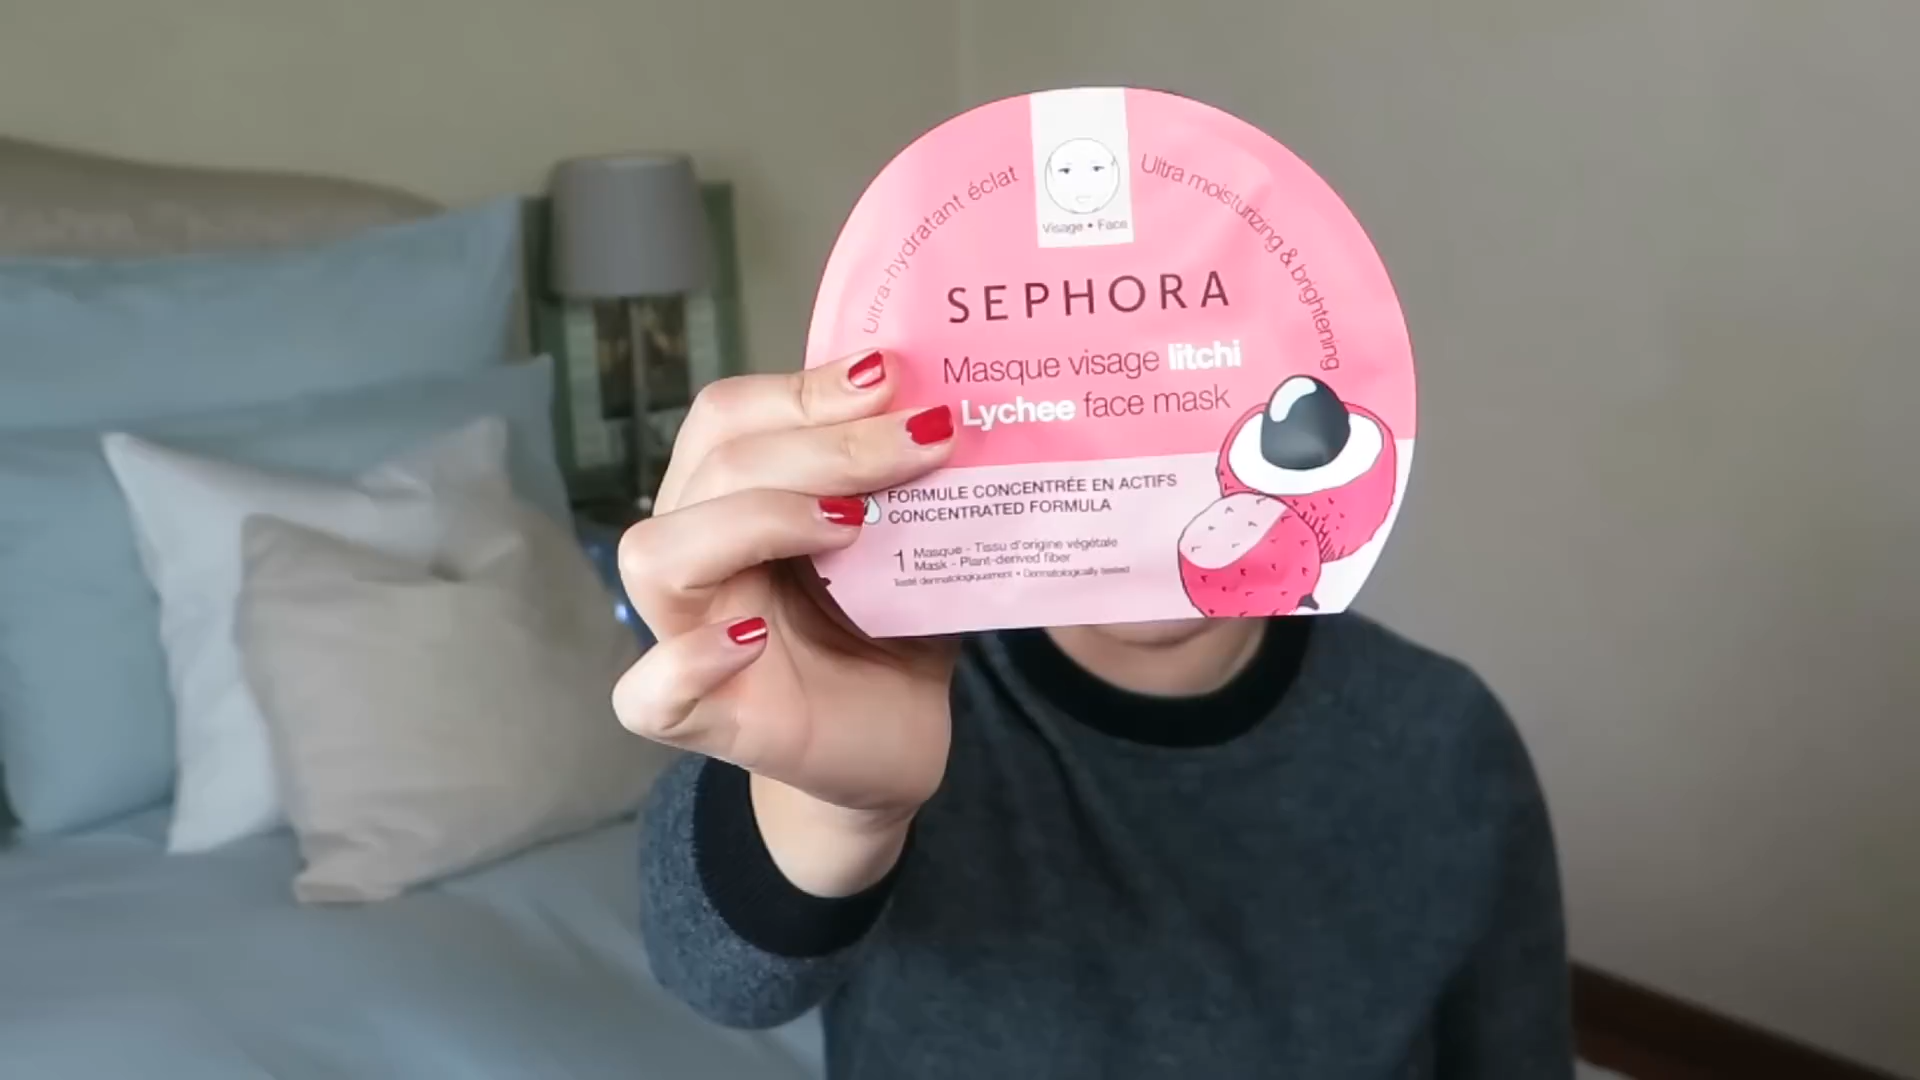 Visage • Face
Ultra-hydratant éclat
Ultra moisturizing & brightening
SEPHORA
Masque visage litchi
Lychee face mask
FORMULE CONCENTRÉE EN ACTIFS
CONCENTRATED FORMULA
1 Masque - Tissu d'origine végétale
Mask - Plant-derived fiber
Testé dermatologiquement • Dermatologically tested